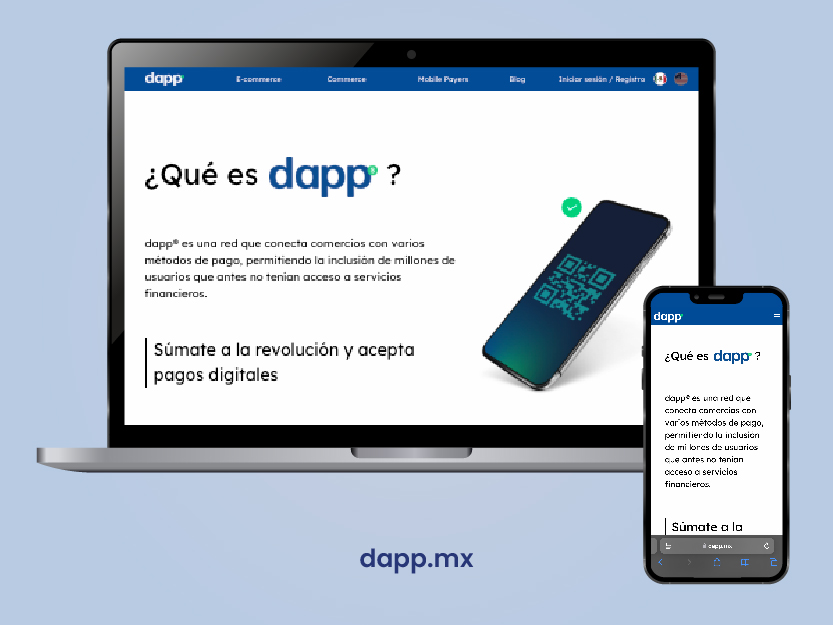 dapp
E-commerce
Commerce
Mobile Payers
Blog
Iniciar sesión / Registro
¿Qué es dapp ?
dapp® es una red que conecta comercios con varios
métodos de pago, permitiendo la inclusión de millones de
usuarios que antes no tenían acceso a servicios
financieros.
Súmate a la revolución y acepta
pagos digitales
dapp
¿Qué es dapp ?
dapp® es una red que
conecta comercios con
varios métodos de pago,
permitiendo la inclusión
de millones de usuarios
que antes no tenían
acceso a servicios
financieros.
Súmate a la
dapp.mx
dapp.mx